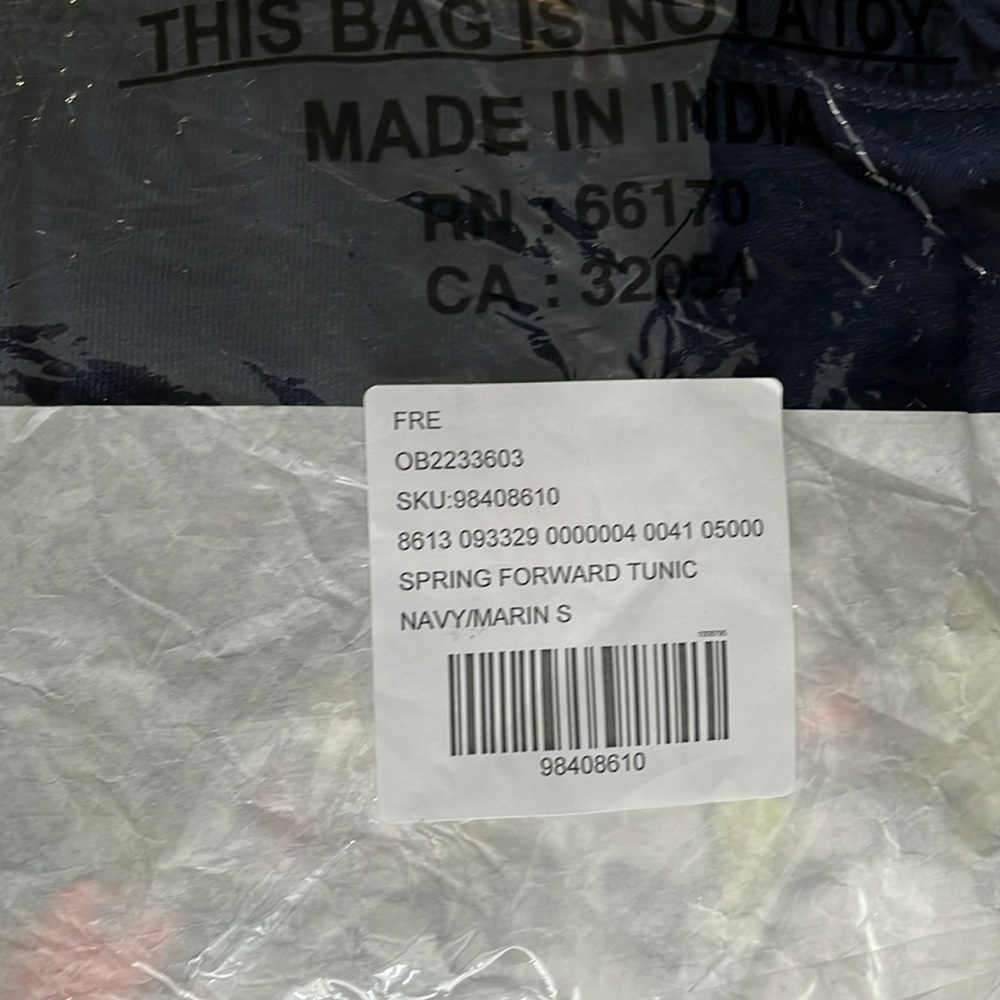 THIS BAG IS NOT A TOY
MADE IN INDIA
RN : 66170
CA : 32054
FRE
OB2233603
SKU:98408610
8613 093329 0000004 0041 05000
SPRING FORWARD TUNIC
NAVY/MARIN S
98408610